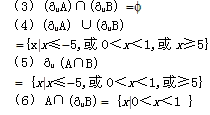 (3) (∂uA)∩(∂uB) =ф
(4) (∂uA) ∪(∂uB)
={x|x≤-5,或 0<x<1, 或 x≥5}
(5) ∂u (A∩B)
= {x|x≤-5,或0<x<1,或≥5}
(6) A∩(∂uB) = {x|0<x<1 }